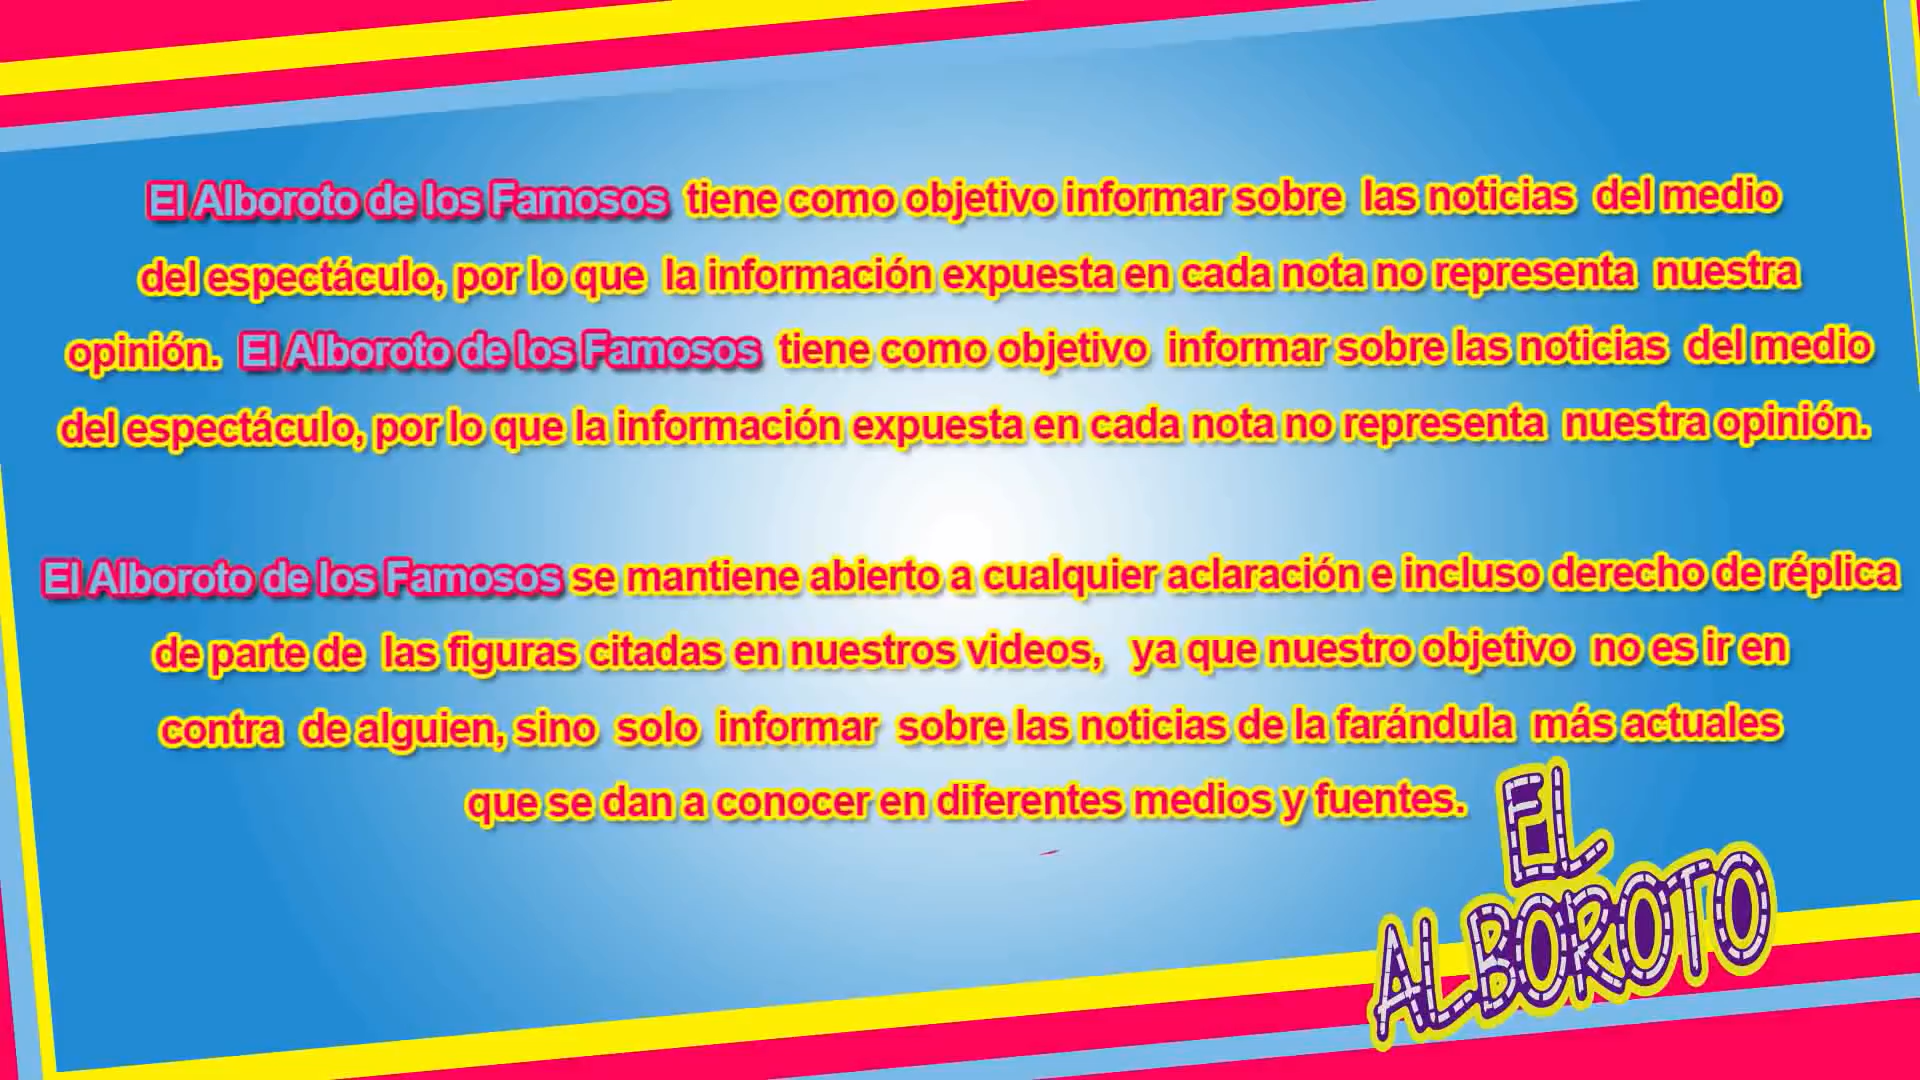 El Alboroto de los Famosos tiene como objetivo informar sobre las noticias del medio
del espectáculo, por lo que la información expuesta en cada nota no representa nuestra
opinión. El Alboroto de los Famosos tiene como objetivo informar sobre las noticias del medio
del espectáculo, por lo que la información expuesta en cada nota no representa nuestra opinión.
El Alboroto de los Famosos se mantiene abierto a cualquier aclaración e incluso derecho de réplica
de parte de las figuras citadas en nuestros videos, ya que nuestro objetivo no es ir en
contra de alguien, sino solo informar sobre las noticias de la farándula más actuales
que se dan a conocer en diferentes medios y fuentes.
EL
ALBOROTO